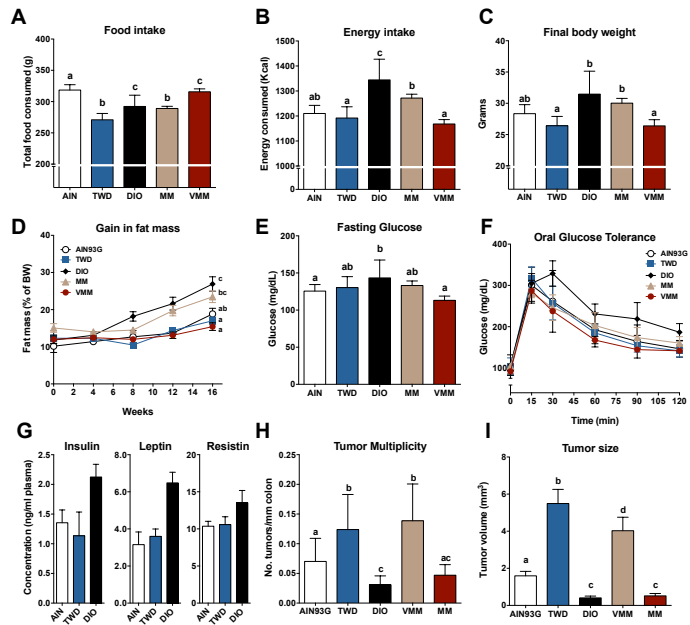 A
Food intake
Total food consumed (g)
400
350
300
250
200
a
b
c
b
c
AIN
TWD
DIO
MM
VMM
B
Energy intake
Energy consumed (Kcal)
1500
1400
1300
1200
1100
1000
0
ab
a
c
b
a
AIN
TWD
DIO
MM
VMM
C
Final body weight
Grams
40
35
30
25
20
0
ab
a
b
b
a
AIN
TWD
DIO
MM
VMM
D
Gain in fat mass
Fat mass (% of BW)
40
30
20
10
0
AIN93G
TWD
DIO
MM
VMM
c
bc
ab
a
a
0
4
8
12
16
Weeks
E
Fasting Glucose
Glucose (mg/dL)
200
150
100
50
0
a
ab
b
ab
a
AIN
TWD
DIO
MM
VMM
F
Oral Glucose Tolerance
Glucose (mg/dL)
400
300
200
100
AIN93G
TWD
DIO
MM
VMM
0
15
30
45
60
75
90
105
120
Time (min)
G
Concentration (ng/ml plasma)
Insulin
2.5
2.0
1.5
1.0
0.5
0.0
AIN
TWD
DIO
Leptin
8.0
6.0
4.0
2.0
0.0
AIN
TWD
DIO
Resistin
20
15
10
5
0
AIN
TWD
DIO
H
Tumor Multiplicity
No. tumors/mm colon
0.25
0.20
0.15
0.10
0.05
0.00
a
b
c
b
ac
AIN93G
TWD
DIO
VMM
MM
I
Tumor size
Tumor volume (mm³)
8
6
4
2
0
a
b
c
d
c
AIN93G
TWD
DIO
VMM
MM